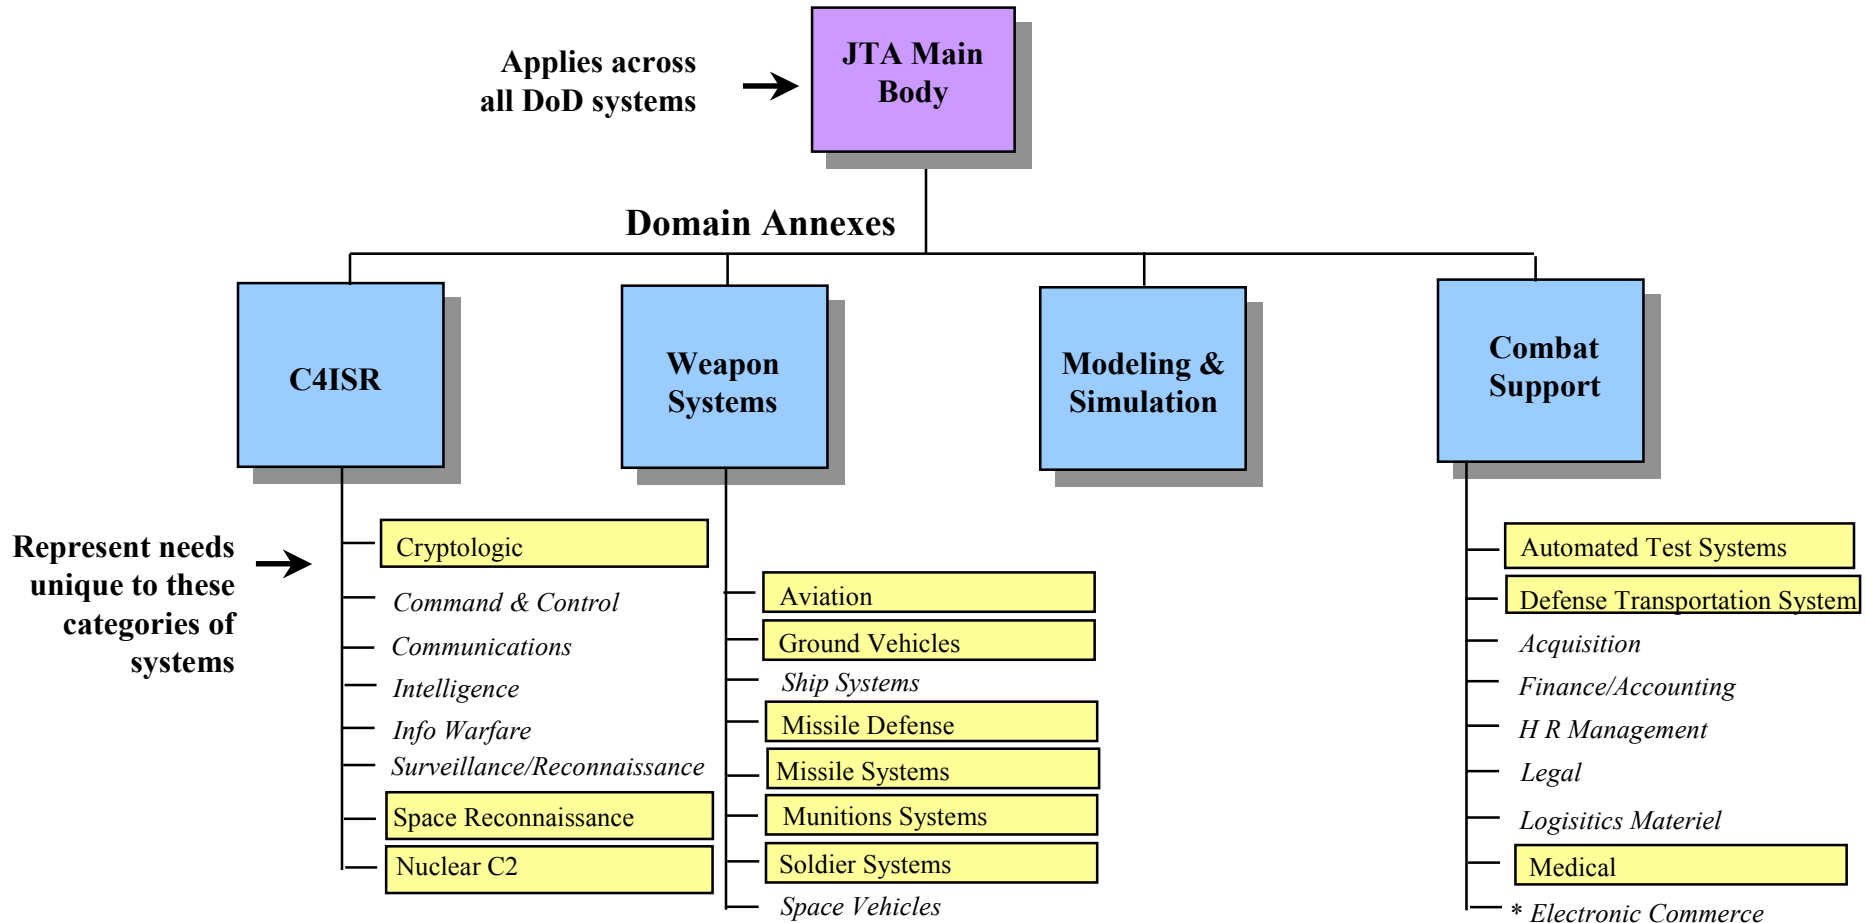 Applies across
all DoD systems
JTA Main
Body
Domain Annexes
C4ISR
Weapon
Systems
Modeling &
Simulation
Combat
Support
Represent needs
unique to these
categories of
systems
Cryptologic
Command & Control
Communications
Intelligence
Info Warfare
Surveillance/Reconnaissance
Space Reconnaissance
Nuclear C2
Aviation
Ground Vehicles
Ship Systems
Missile Defense
Missile Systems
Munitions Systems
Soldier Systems
Space Vehicles
Automated Test Systems
Defense Transportation System
Acquisition
Finance/Accounting
H R Management
Legal
Logisitics Materiel
Medical
* Electronic Commerce